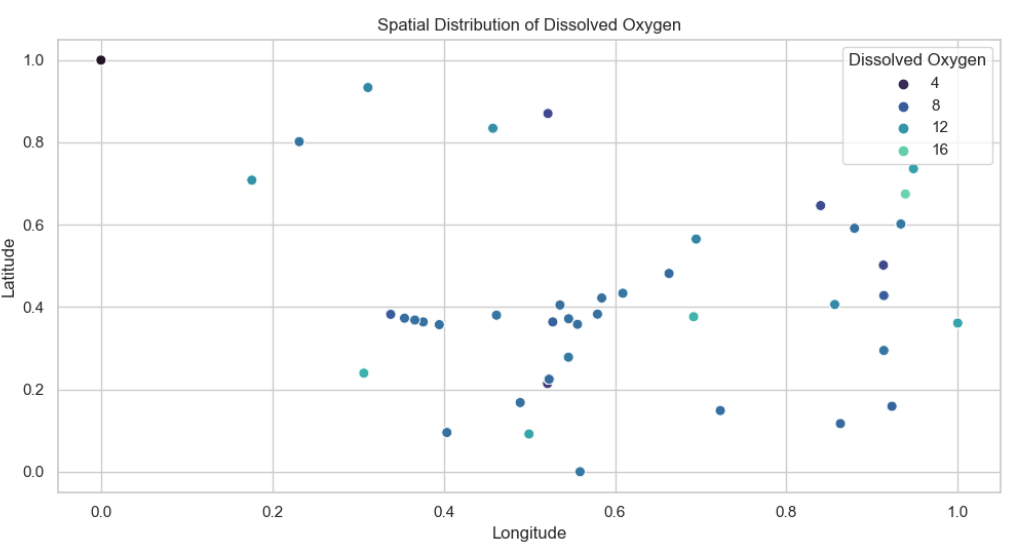 Spatial Distribution of Dissolved Oxygen
Dissolved Oxygen
4
8
12
16
Latitude
1.0
0.8
0.6
0.4
0.2
0.0
0.0 0.2 0.4 0.6 0.8 1.0
Longitude